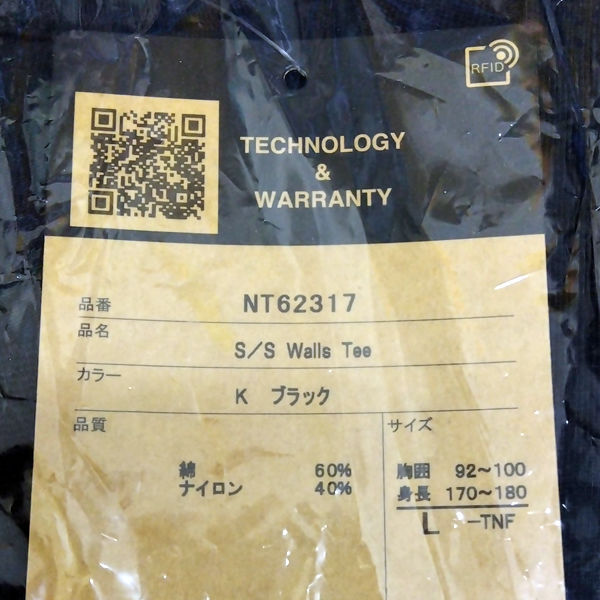 RFID
TECHNOLOGY
&
WARRANTY
品番 NT62317
品名 S/S Walls Tee
カラー K ブラック
品質 サイズ
綿 60% 胸囲 92〜100
ナイロン 40% 身長 170〜180
L -TNF